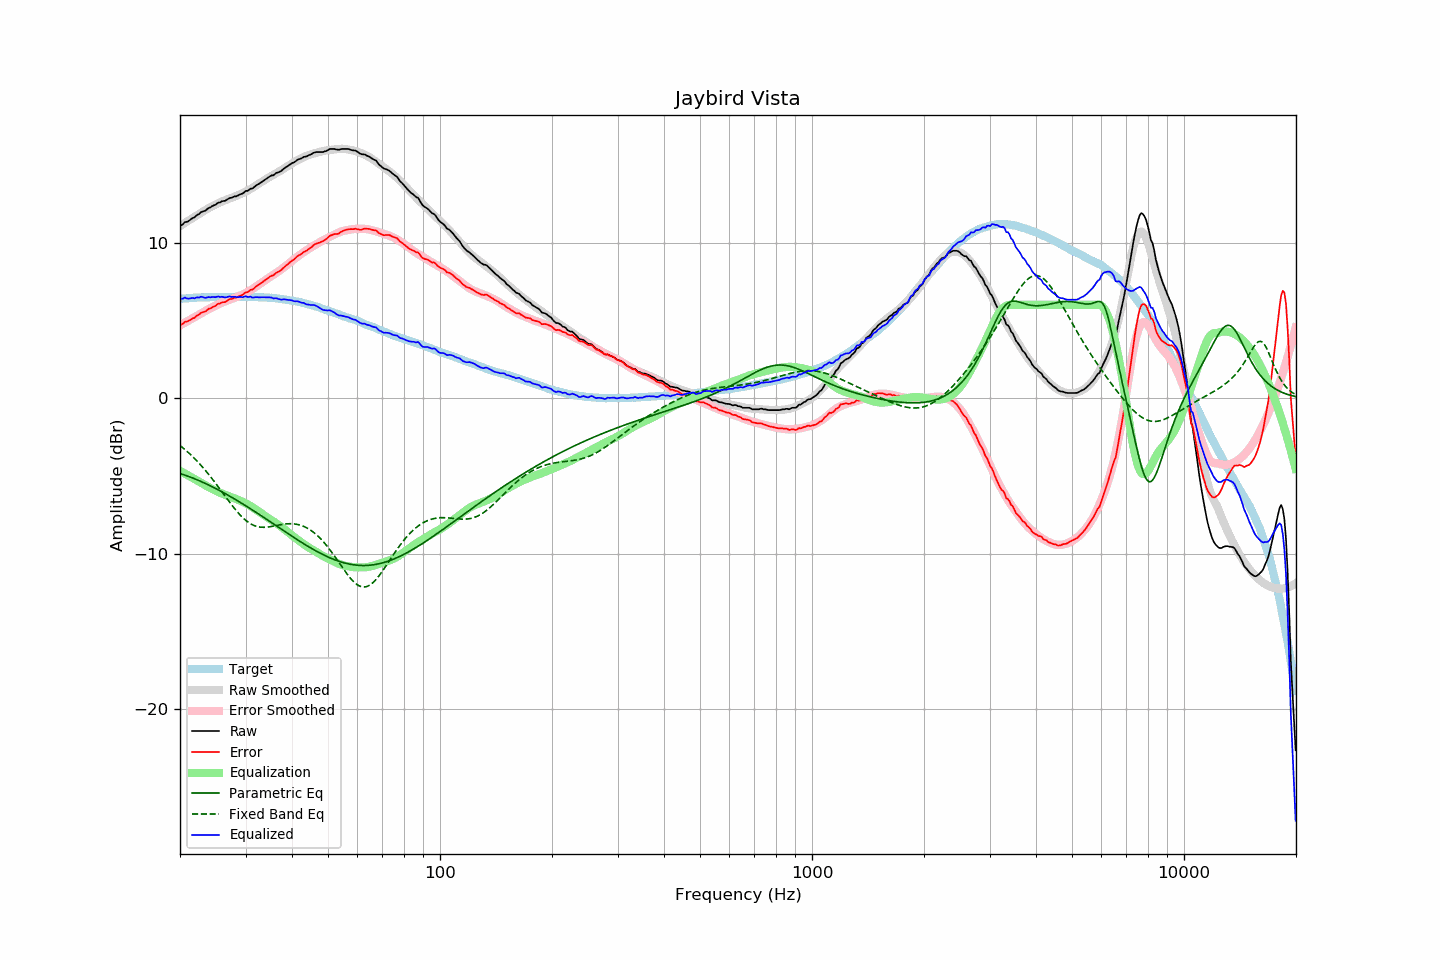 Jaybird Vista
Amplitude (dBr)
10
0
−10
−20
100
1000
10000
Frequency (Hz)
Target
Raw Smoothed
Error Smoothed
Raw
Error
Equalization
Parametric Eq
Fixed Band Eq
Equalized